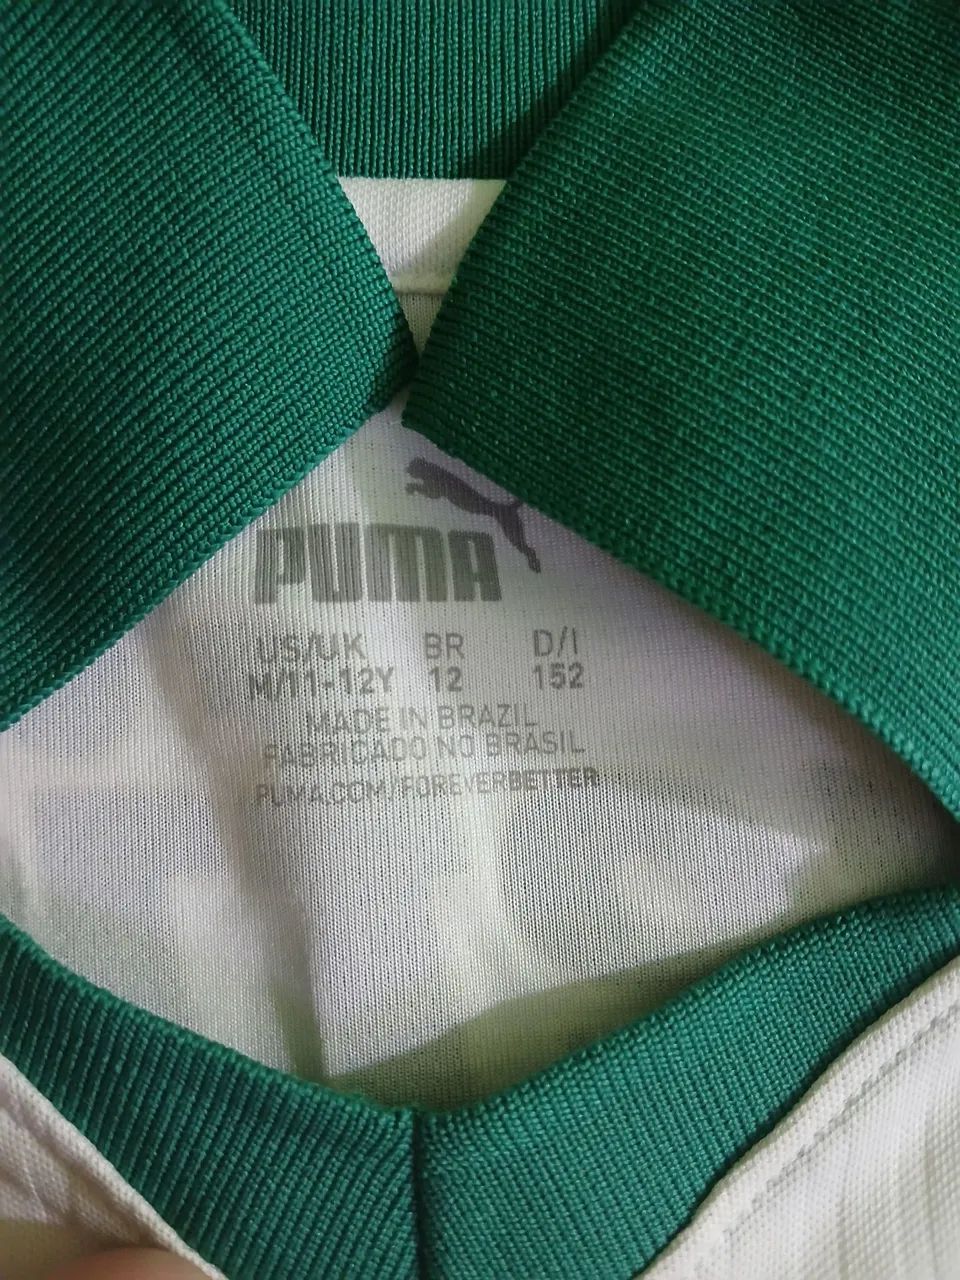 PUMA
US/UK BR D/I
M/11-12Y 12 152
MADE IN BRAZIL
FABRICADO NO BRASIL
PUMA.COM/FOREVERBETTER